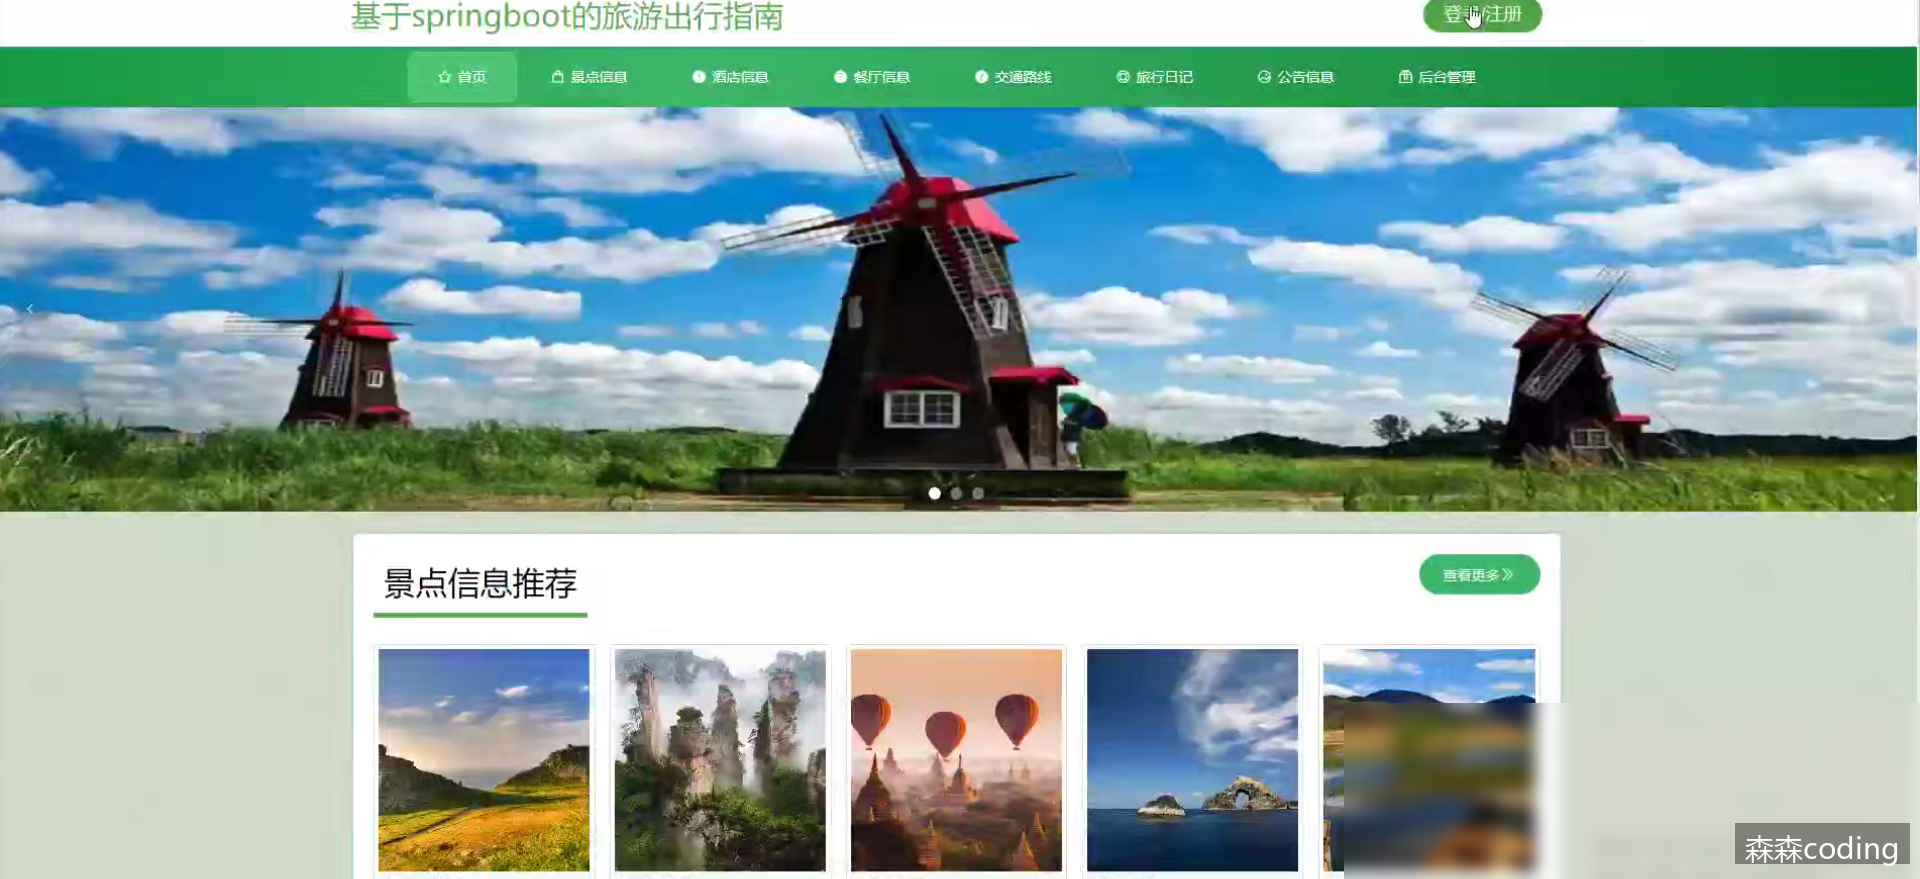 基于springboot的旅游出行指南
登录/注册
首页
景点信息
酒店信息
餐厅信息
交通路线
旅行日记
公告信息
后台管理
景点信息推荐
查看更多
森森coding